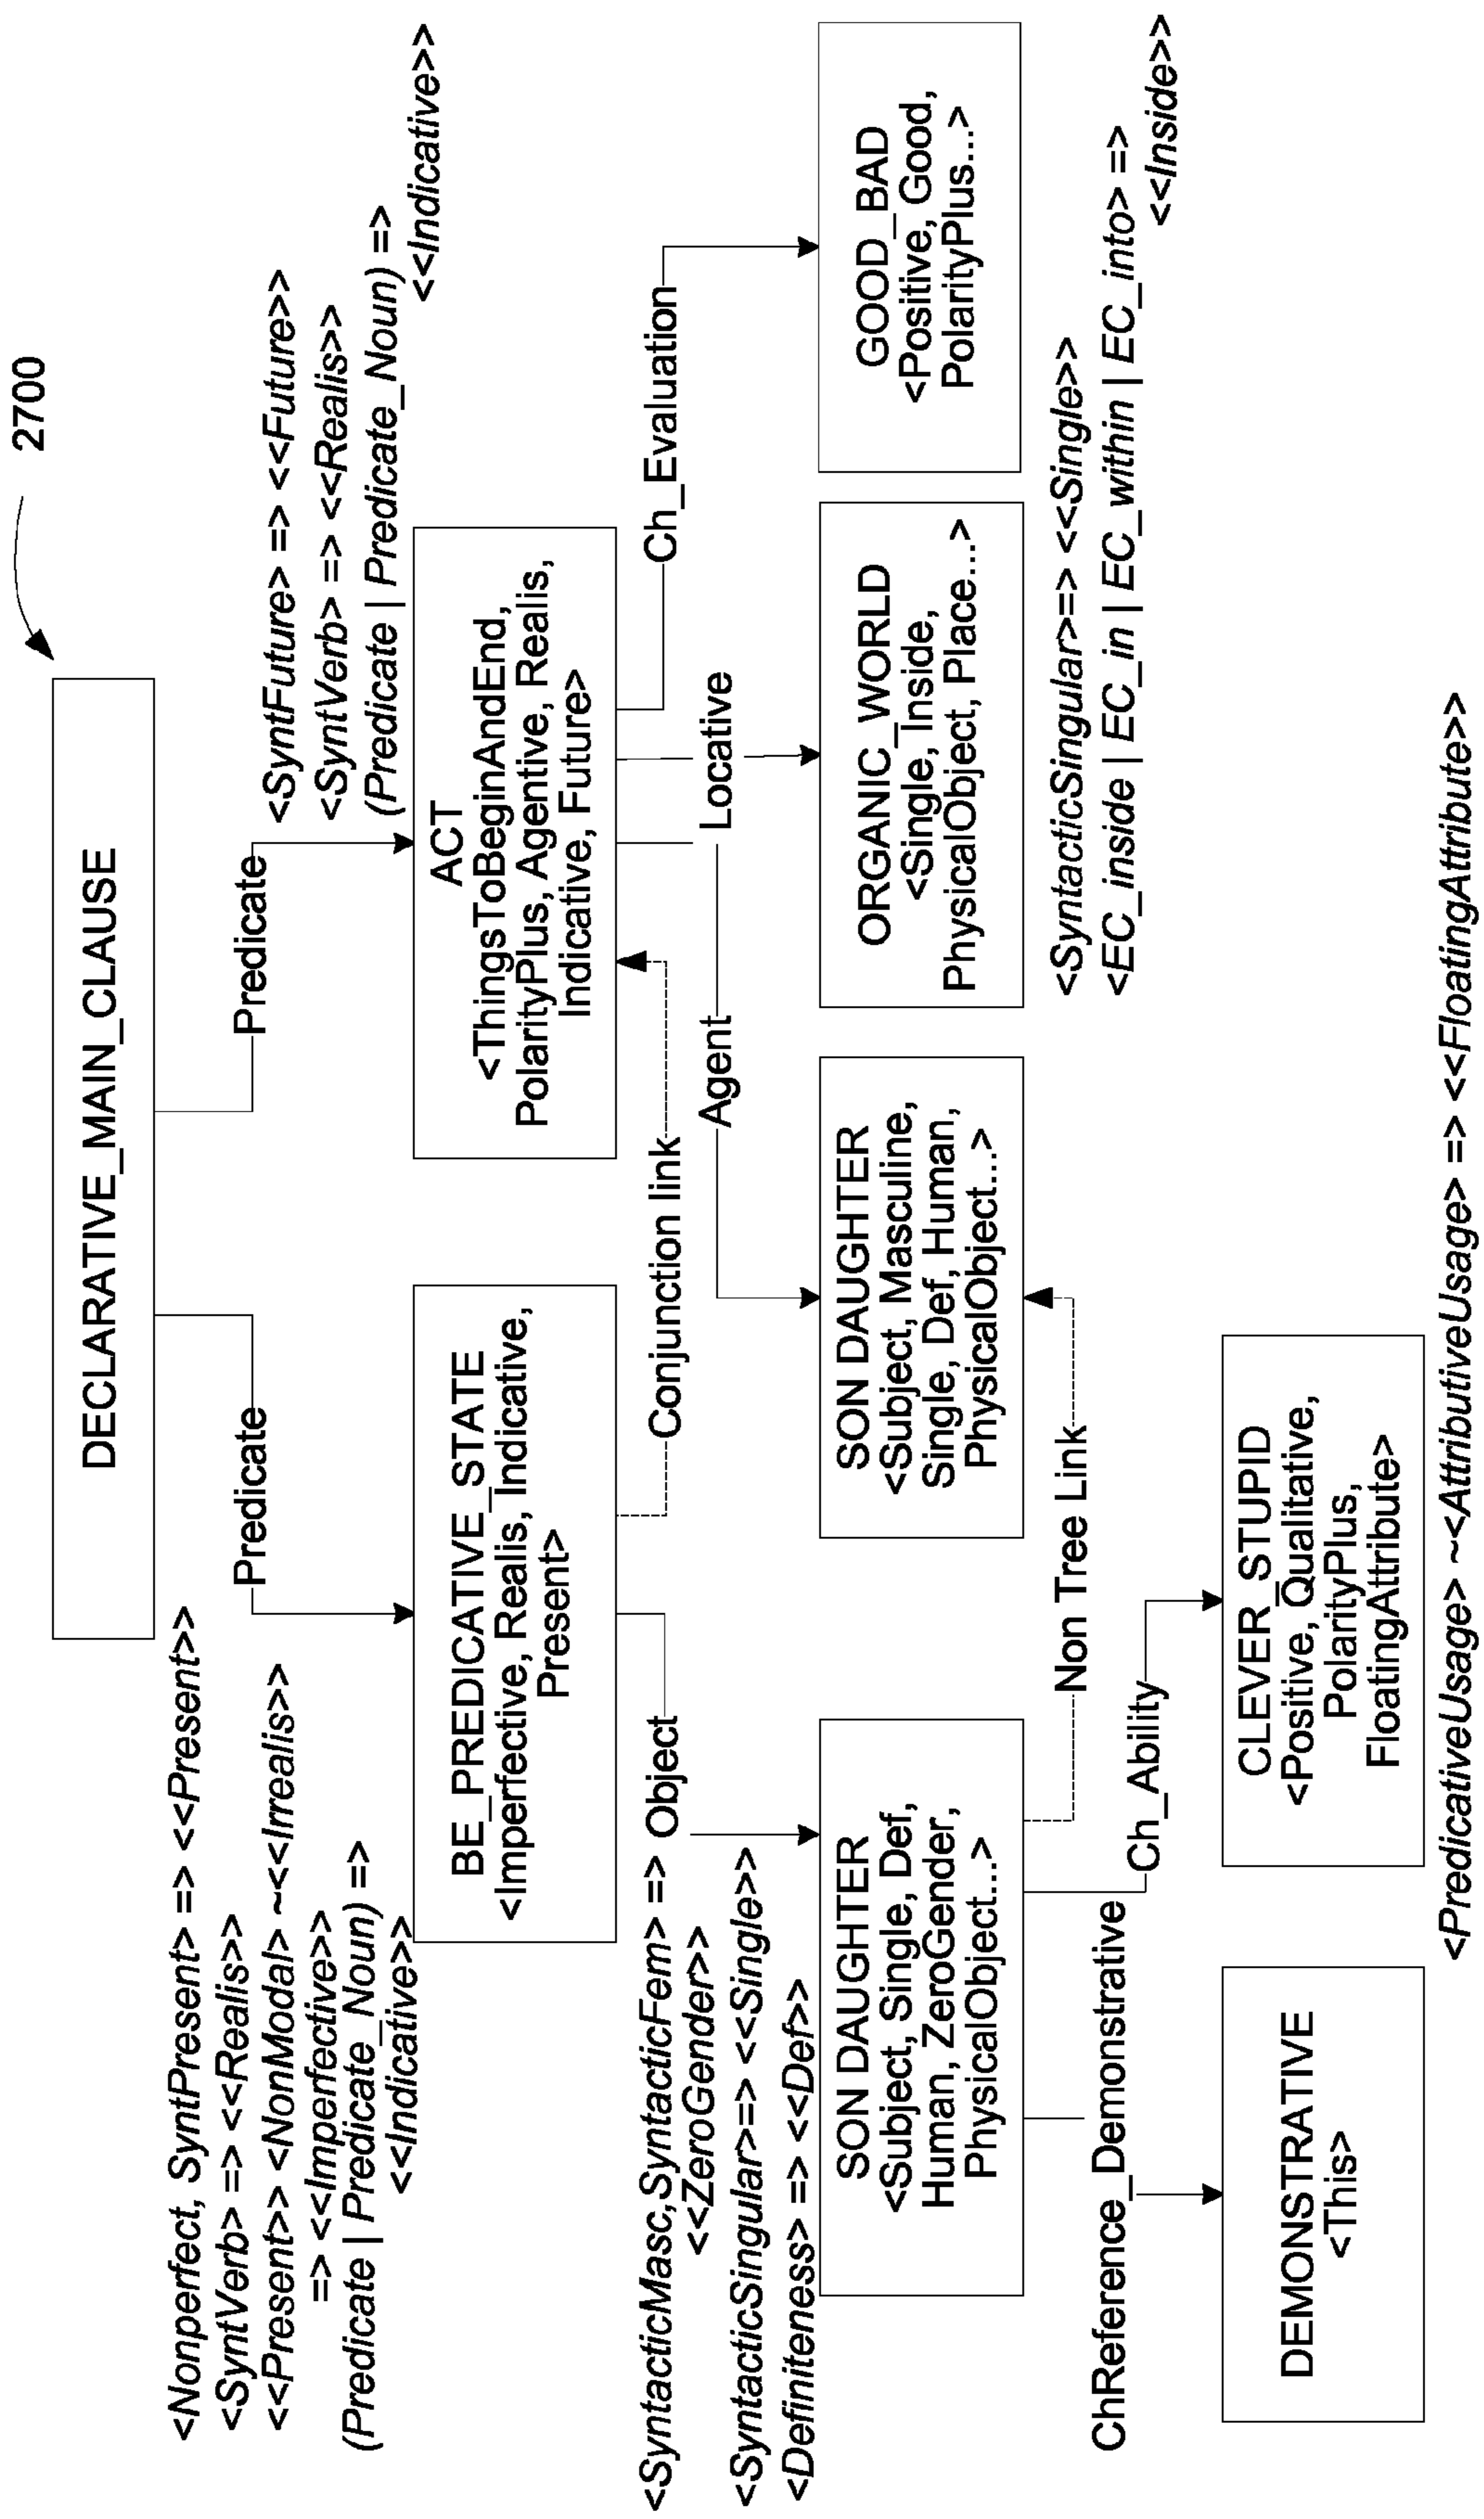 2700
DECLARATIVE_MAIN_CLAUSE
<Nonperfect, SyntPresent> => <<Present>>
<SyntVerb> => <<Realis>>
<<Present>> <NonModal> ~<<Irrealis>>
=> <<Imperfective>>
(Predicate | Predicate_Noun) =>
<<Indicative>>
Predicate
Predicate
<SyntFuture> => <<Future>>
<SyntVerb> => <<Realis>>
(Predicate | Predicate_Noun) =>
<<Indicative>>
BE_PREDICATIVE_STATE
<Imperfective, Realis, Indicative,
Present>
ACT
<ThingsToBeginAndEnd,
PolarityPlus, Agentive, Realis,
Indicative, Future>
<SyntacticMasc,SyntacticFem> =>
<<ZeroGender>>
<SyntacticSingular>=> <<Single>>
<Definiteness> => <<Def>>
Object
Conjunction link
Agent
Locative
Ch_Evaluation
SON DAUGHTER
<Subject, Single, Def,
Human, ZeroGender,
PhysicalObject...>
SON DAUGHTER
<Subject, Masculine,
Single, Def, Human,
PhysicalObject...>
ORGANIC_WORLD
<Single, Inside,
PhysicalObject, Place...>
GOOD_BAD
<Positive, Good,
PolarityPlus...>
<SyntacticSingular>=> <<Single>>
<EC_inside | EC_in | EC_within | EC_into> =>
<<Inside>>
ChReference_Demonstrative
Ch_Ability
Non Tree Link
DEMONSTRATIVE
<This>
CLEVER_STUPID
<Positive, Qualitative,
PolarityPlus,
FloatingAttribute>
<PredicativeUsage> ~<AttributiveUsage> => <<FloatingAttribute>>